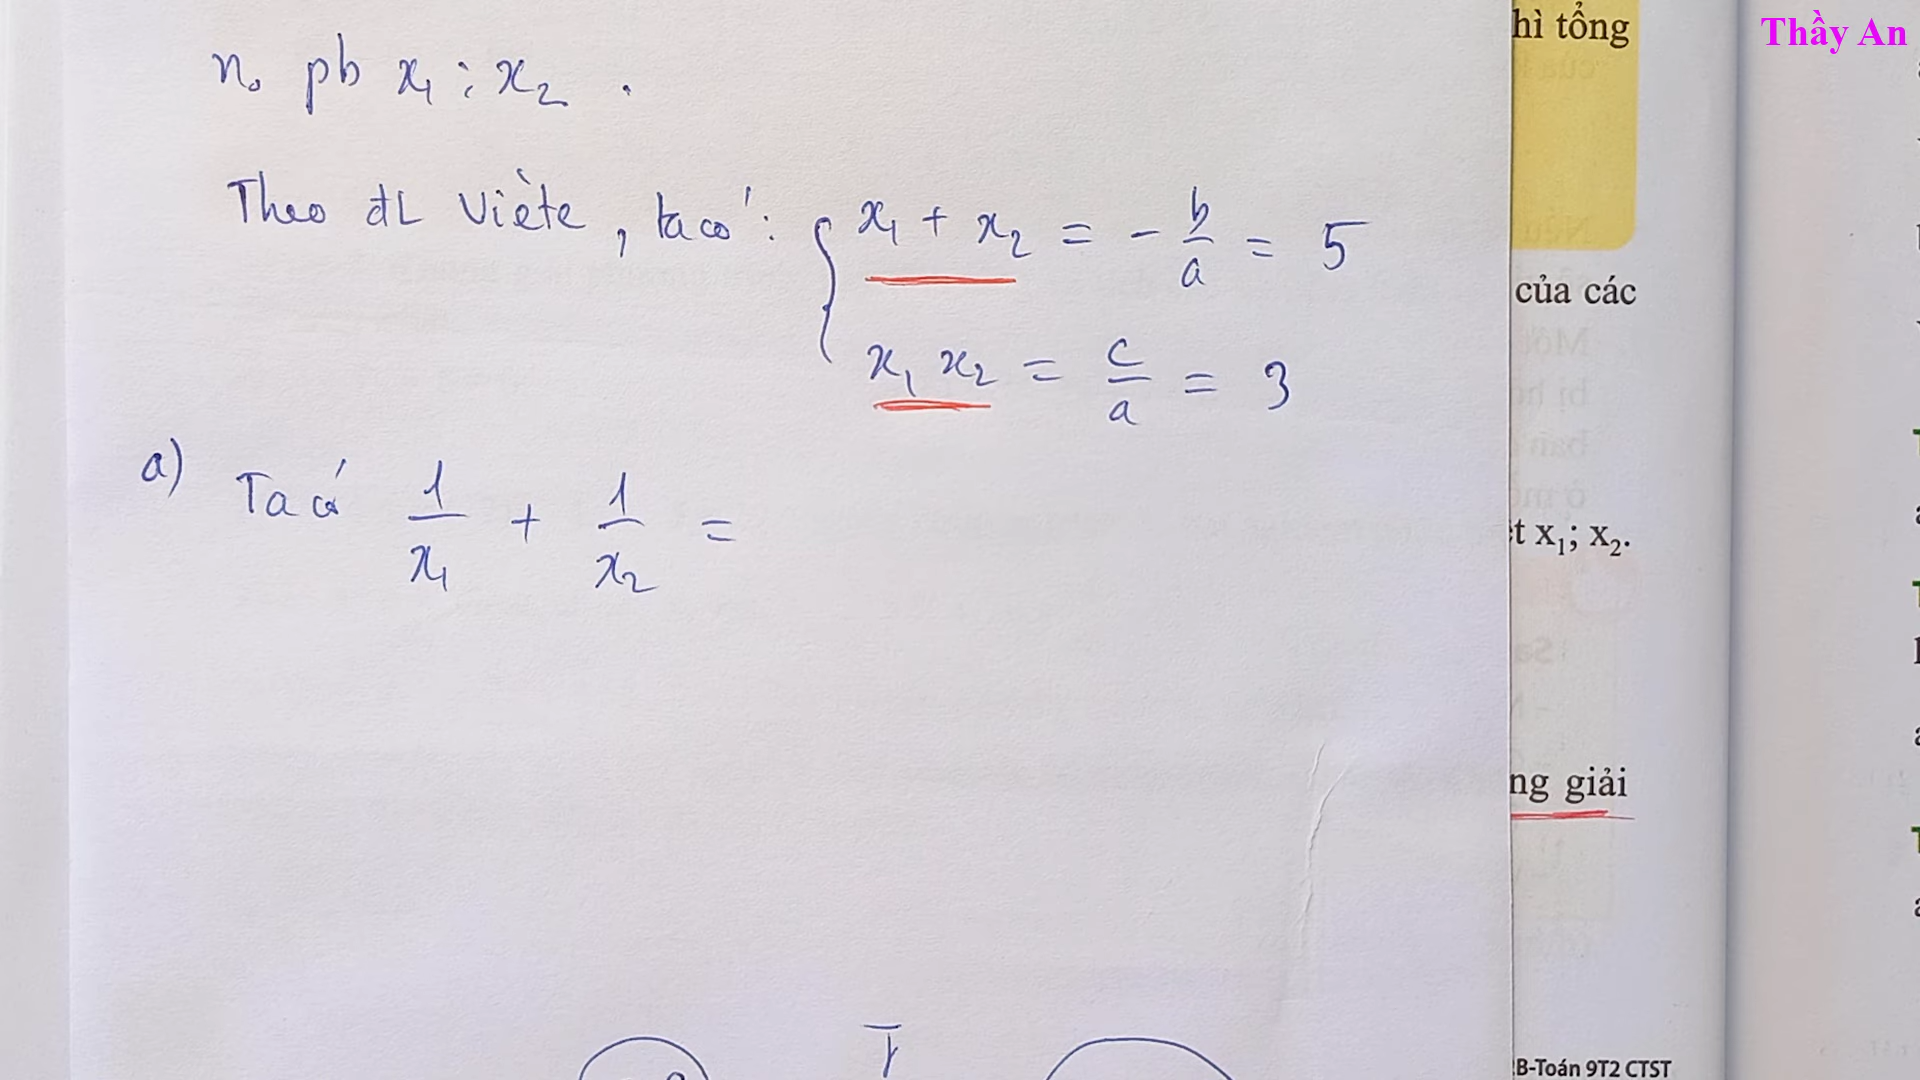 Thầy An
n₀ pb x₁ ; x₂ .
Theo đL Viète , ta có : { x₁ + x₂ = - b/a = 5
x₁ x₂ = c/a = 3
a) Ta có 1/x₁ + 1/x₂ =
hì tổng
của các
t x₁; x₂.
ng giải
B-Toán 9T2 CTST